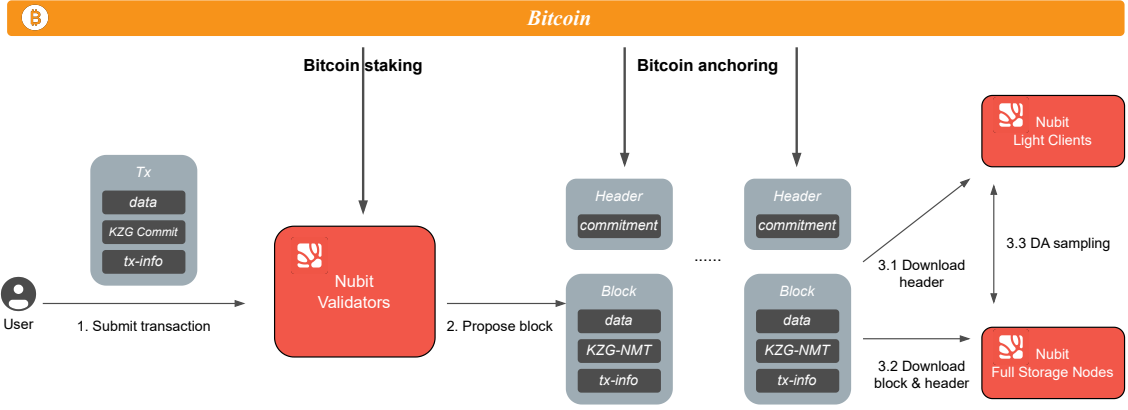 Bitcoin
Bitcoin staking
Bitcoin anchoring
Nubit
Light Clients
Tx
data
KZG Commit
tx-info
Header
commitment
Header
commitment
3.3 DA sampling
......
3.1 Download
header
Nubit
Validators
User
1. Submit transaction
2. Propose block
Block
data
KZG-NMT
tx-info
Block
data
KZG-NMT
tx-info
3.2 Download
block & header
Nubit
Full Storage Nodes